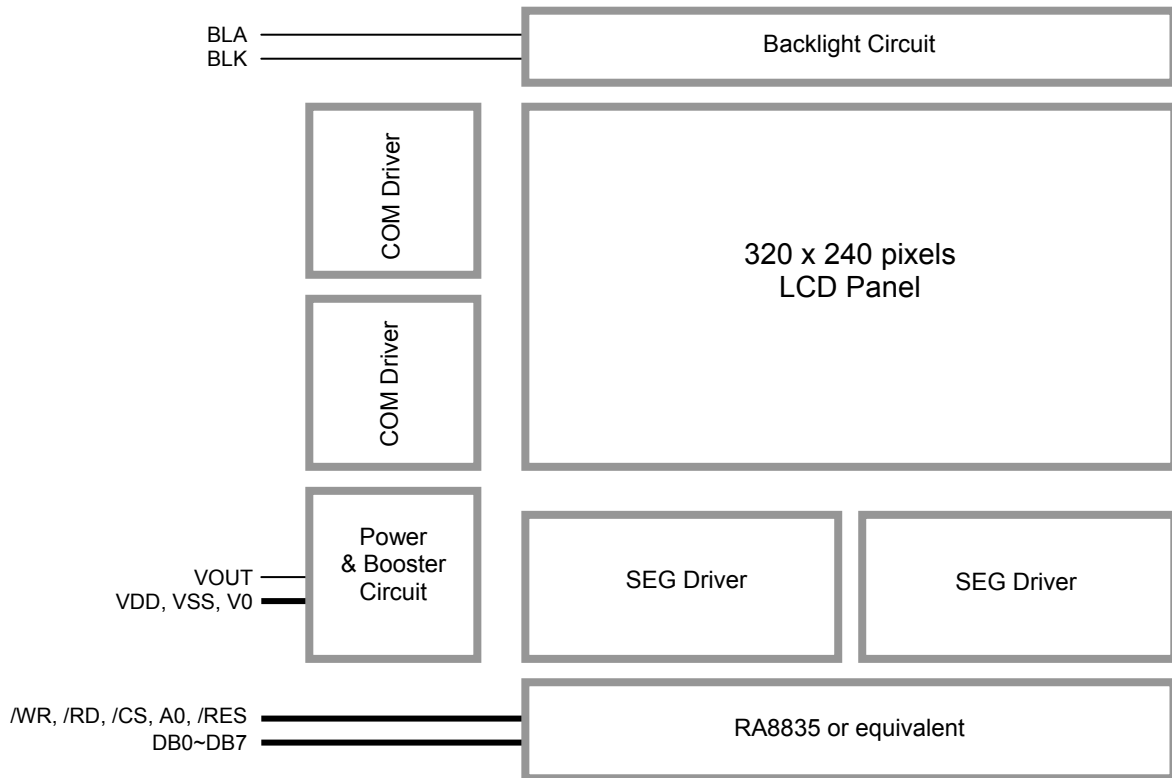 BLA
BLK
Backlight Circuit
COM Driver
320 x 240 pixels
LCD Panel
COM Driver
Power
& Booster
Circuit
VOUT
VDD, VSS, V0
SEG Driver
SEG Driver
/WR, /RD, /CS, A0, /RES
DB0~DB7
RA8835 or equivalent